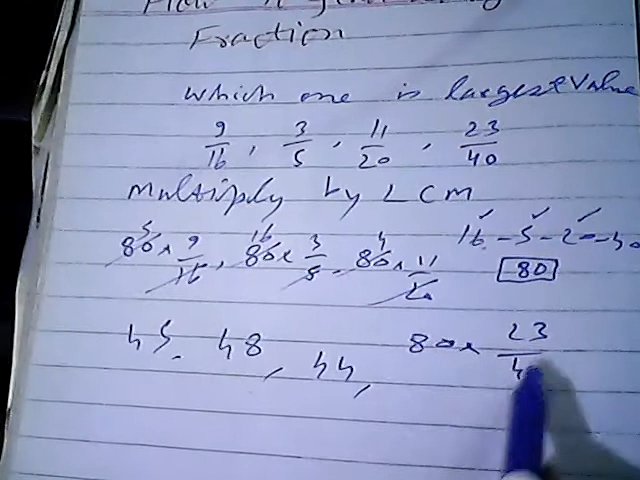 Fraction
which one is largest value
9/16 , 3/5 , 11/20 , 23/40
Multiply by LCM
80 x 9/16 , 80 x 3/5 , 80 x 11/20 16 - 5 - 20 - 40
5 16 4 80
45 . 48 , 44 , 80 x 23/40